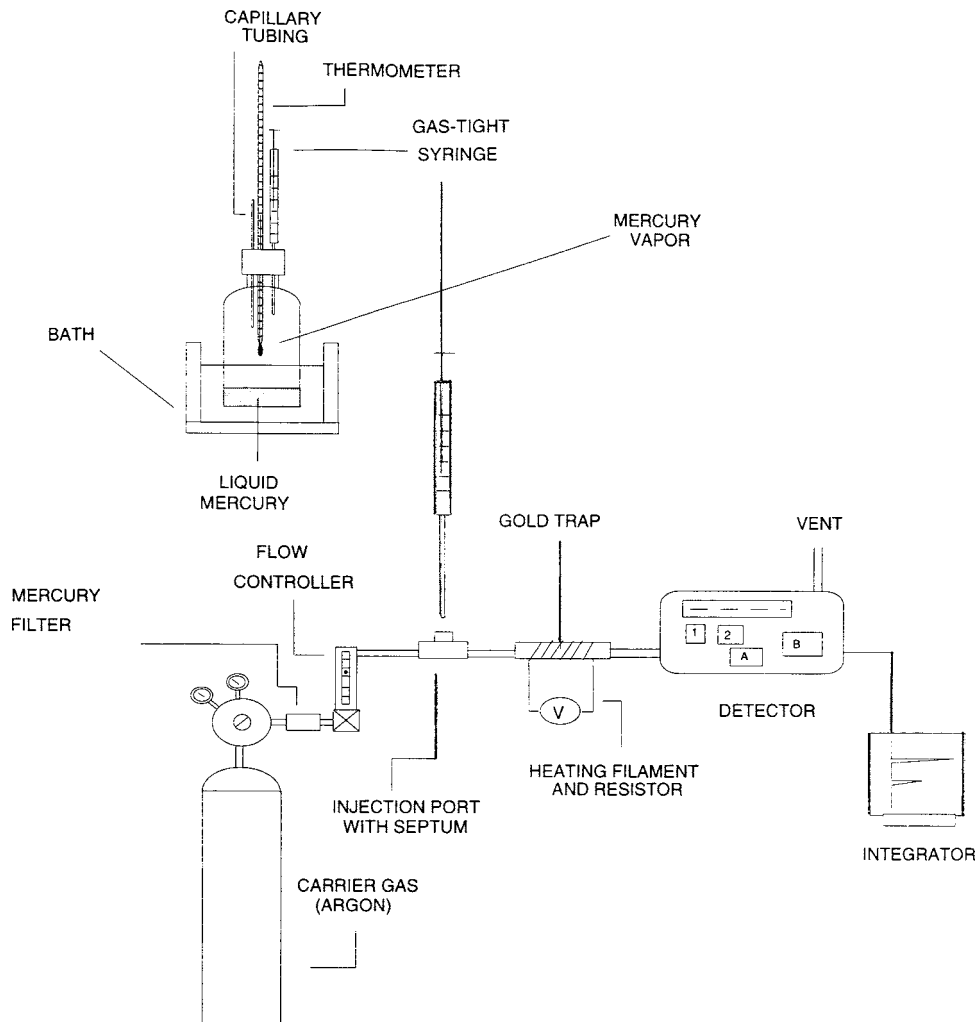 CAPILLARY
TUBING
THERMOMETER
GAS-TIGHT
SYRINGE
MERCURY
VAPOR
BATH
LIQUID
MERCURY
GOLD TRAP
VENT
FLOW
CONTROLLER
MERCURY
FILTER
1
2
A
B
V
DETECTOR
HEATING FILAMENT
AND RESISTOR
INJECTION PORT
WITH SEPTUM
INTEGRATOR
CARRIER GAS
(ARGON)